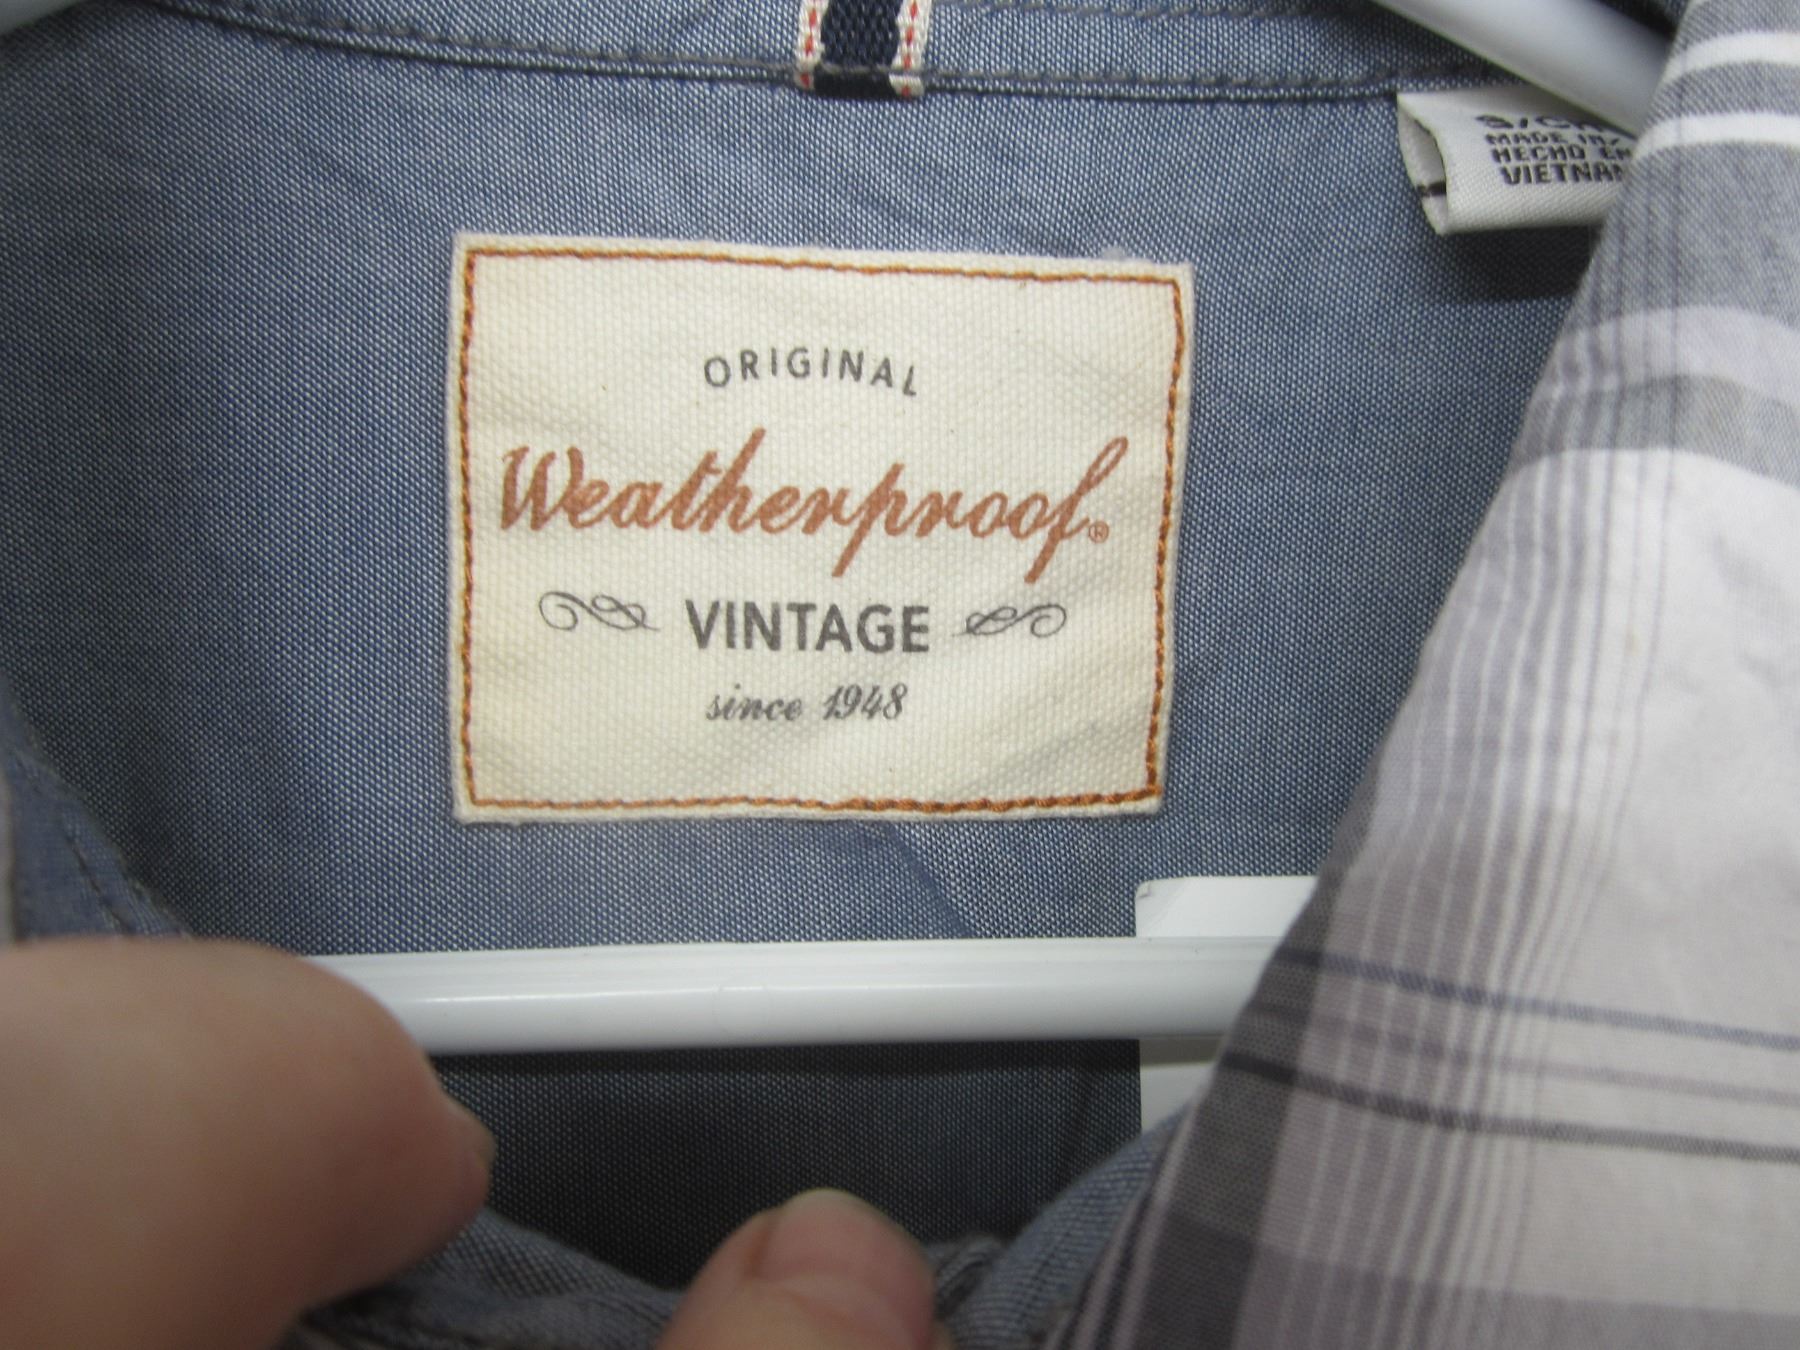 ORIGINAL
Weatherproof®
VINTAGE
since 1948
MADE IN
HECHO EN
VIETNAM